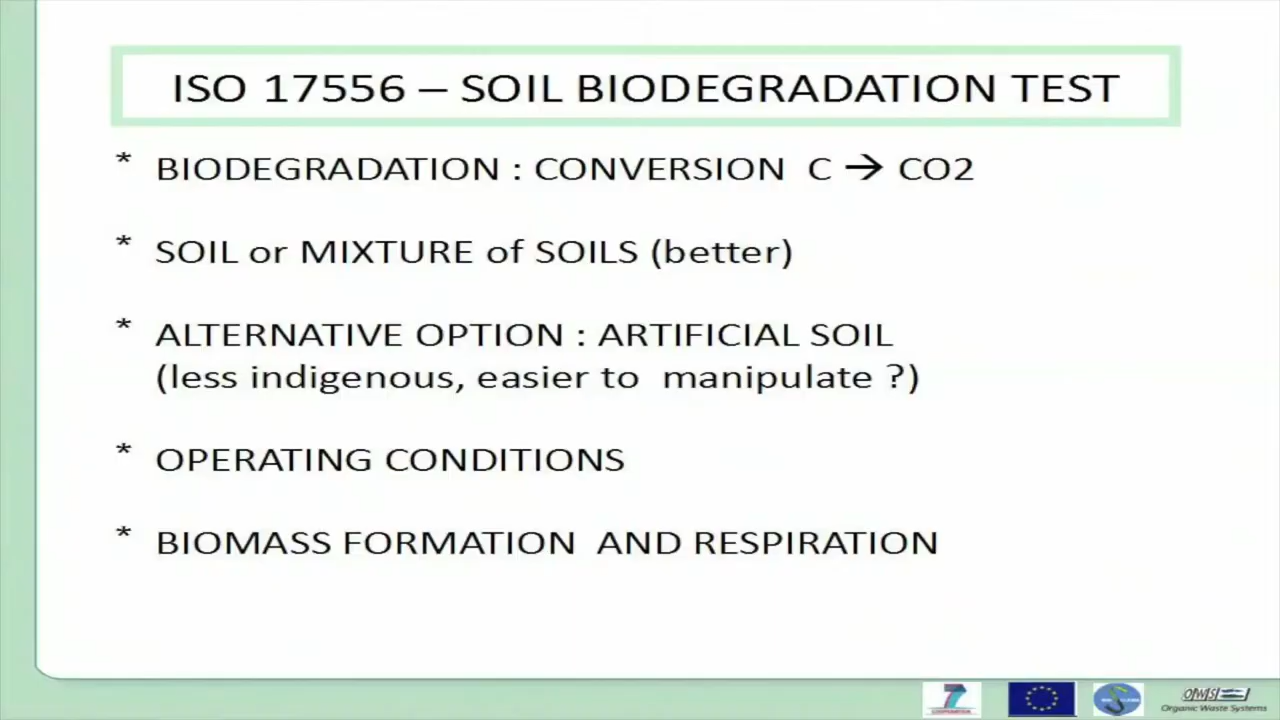 ISO 17556 – SOIL BIODEGRADATION TEST
* BIODEGRADATION : CONVERSION C → CO2
* SOIL or MIXTURE of SOILS (better)
* ALTERNATIVE OPTION : ARTIFICIAL SOIL
(less indigenous, easier to manipulate ?)
* OPERATING CONDITIONS
* BIOMASS FORMATION AND RESPIRATION
OWS
Organic Waste Systems